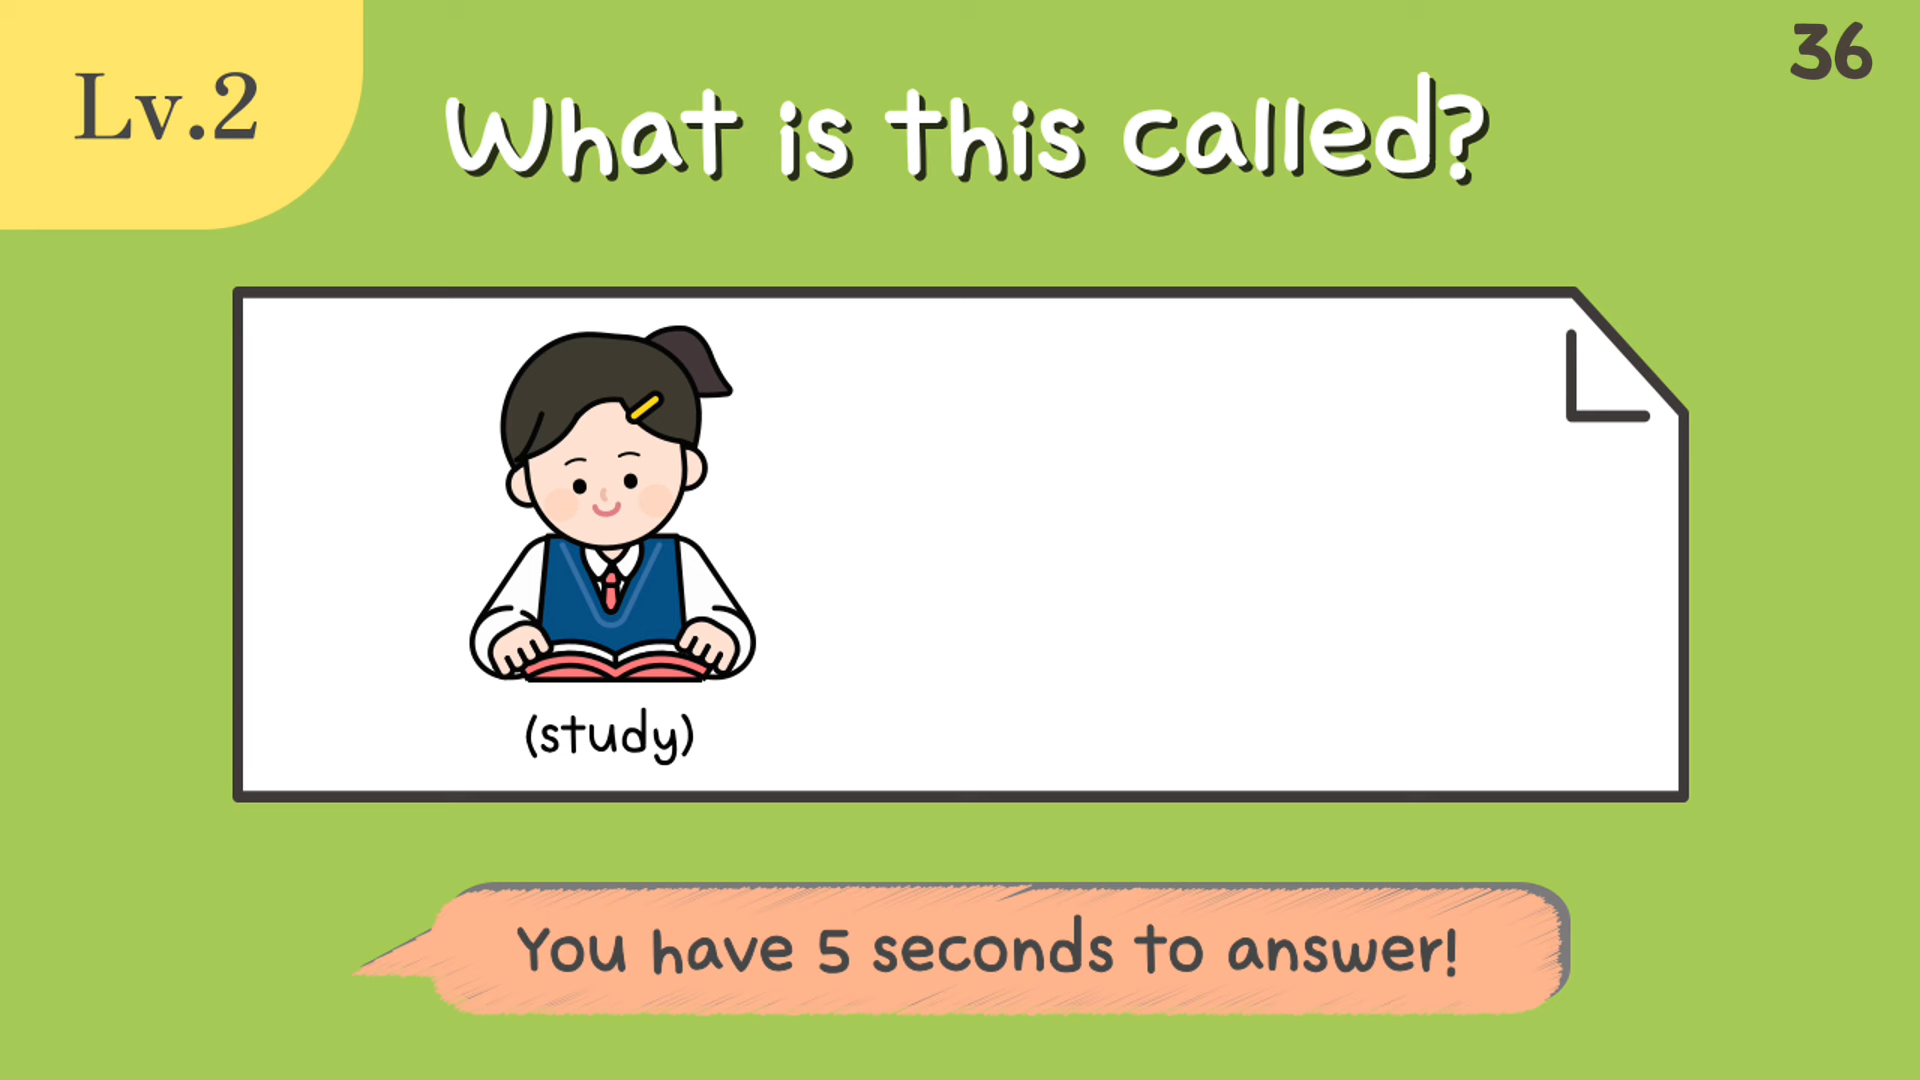 Lv.2
36
What is this called?
(study)
You have 5 seconds to answer!